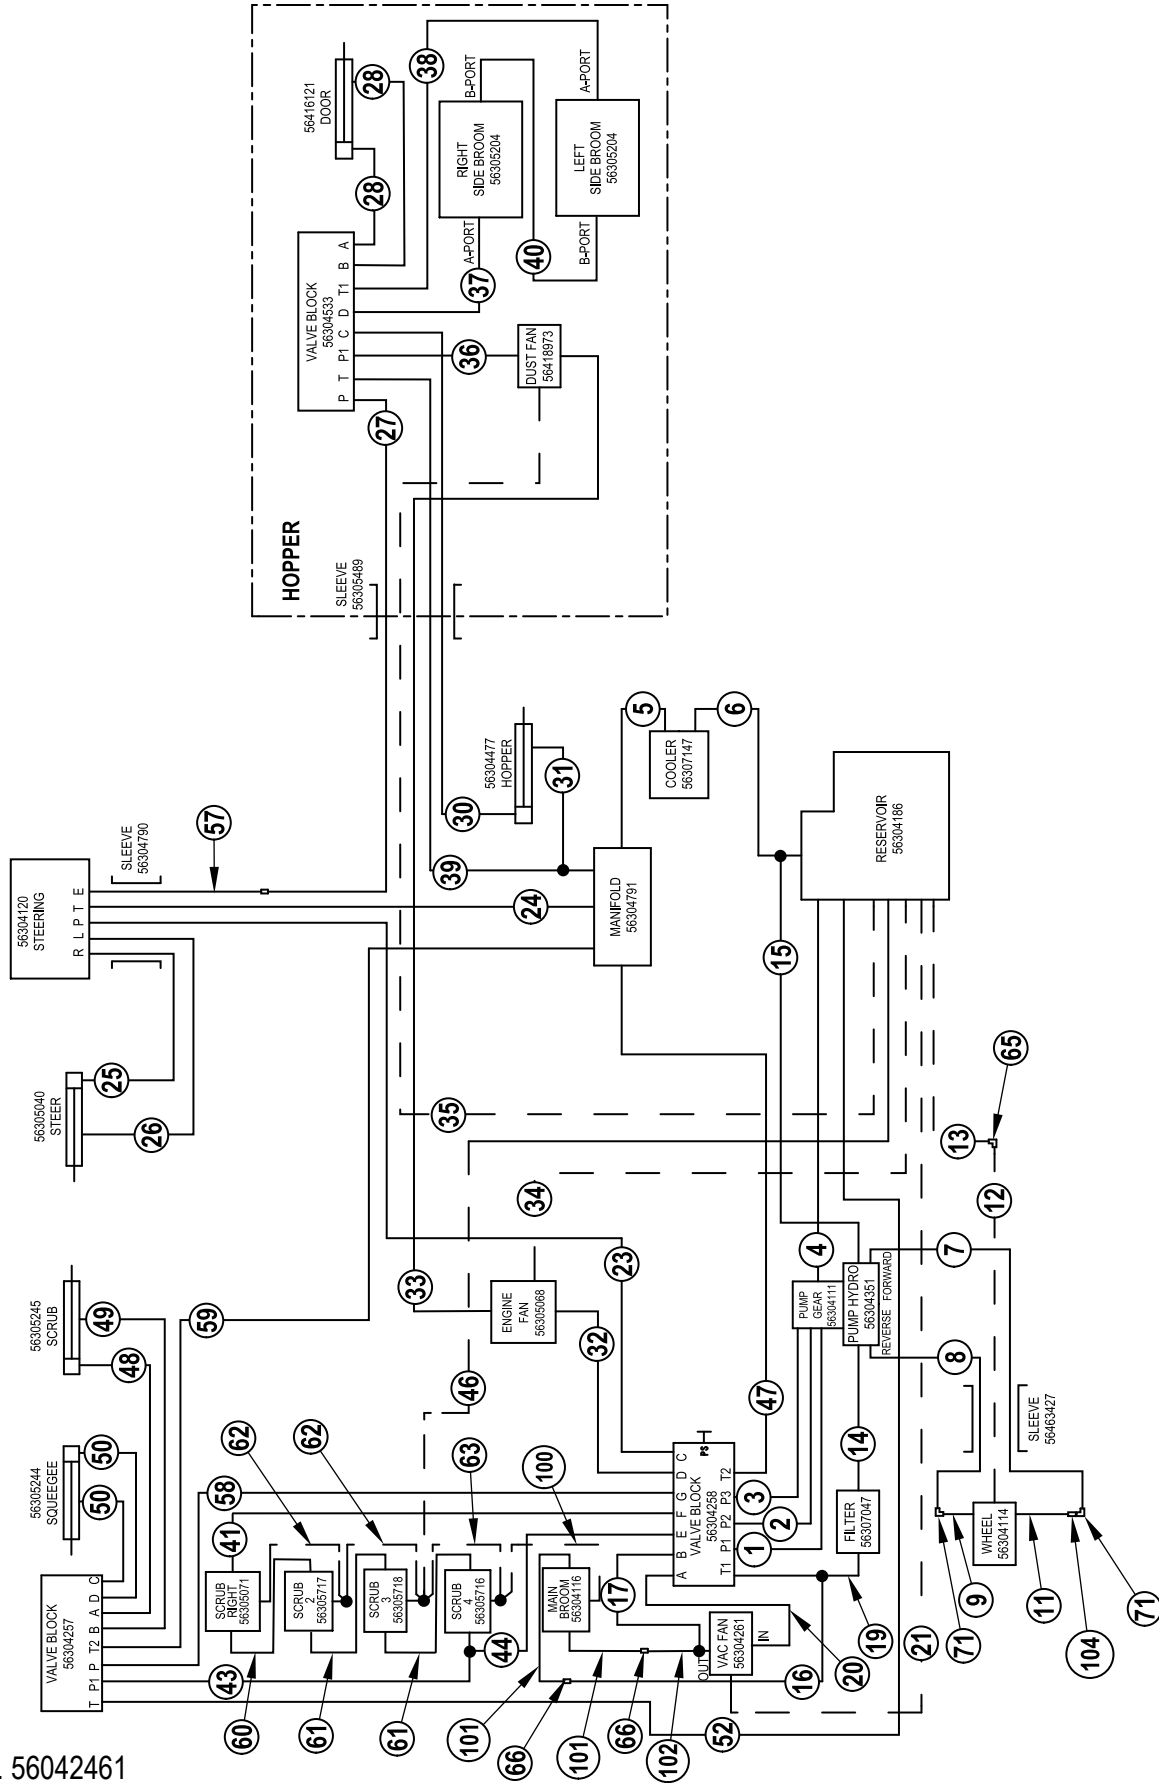 56416121
DOOR
28
28
38
B-PORT
A-PORT
RIGHT
SIDE BROOM
56305204
LEFT
SIDE BROOM
56305204
A-PORT
B-PORT
40
37
VALVE BLOCK
56304533
P T P1 C D T1 B A
36
27
DUST FAN
56418973
HOPPER
SLEEVE
56305489
56304120
STEERING
R L P T E
SLEEVE
56304790
57
56304477
HOPPER
30
31
39
24
5
6
COOLER
56307147
MANIFOLD
56304791
RESERVOIR
56304186
15
56305040
STEER
25
26
35
34
33
23
59
ENGINE
FAN
56305068
32
46
47
4
PUMP
GEAR
56304111
PUMP HYDRO
56304351
REVERSE FORWARD
13
65
12
7
8
SLEEVE
56463427
56305245
SCRUB
49
48
56305244
SQUEEGEE
50
50
VALVE BLOCK
56304257
T P1 P T2 B A D C
58
41
43
62
62
63
100
SCRUB
RIGHT
56305071
SCRUB
2
56305717
SCRUB
3
56305718
SCRUB
4
56305716
MAIN
BROOM
56304116
44
60
61
61
101
66
101
66
102
52
17
16
VALVE BLOCK
56304258
A B E F G D C
T1 P1 P2 P3 T2
PS
1
2
3
14
FILTER
56307047
VAC FAN
56304261
OUT
IN
20
19
21
WHEEL
56304114
9
11
71
104
71
. 56042461